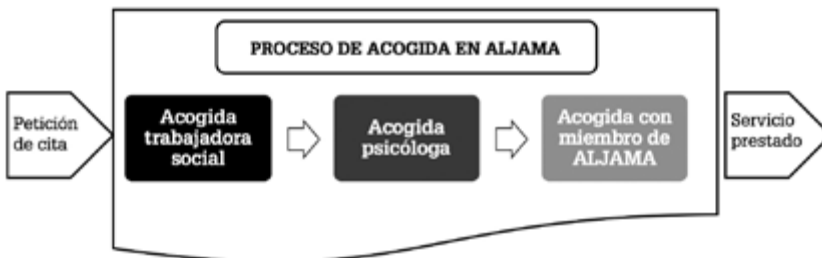 PROCESO DE ACOGIDA EN ALJAMA
Petición
de cita
Acogida
trabajadora
social
Acogida
psicóloga
Acogida con
miembro de
ALJAMA
Servicio
prestado